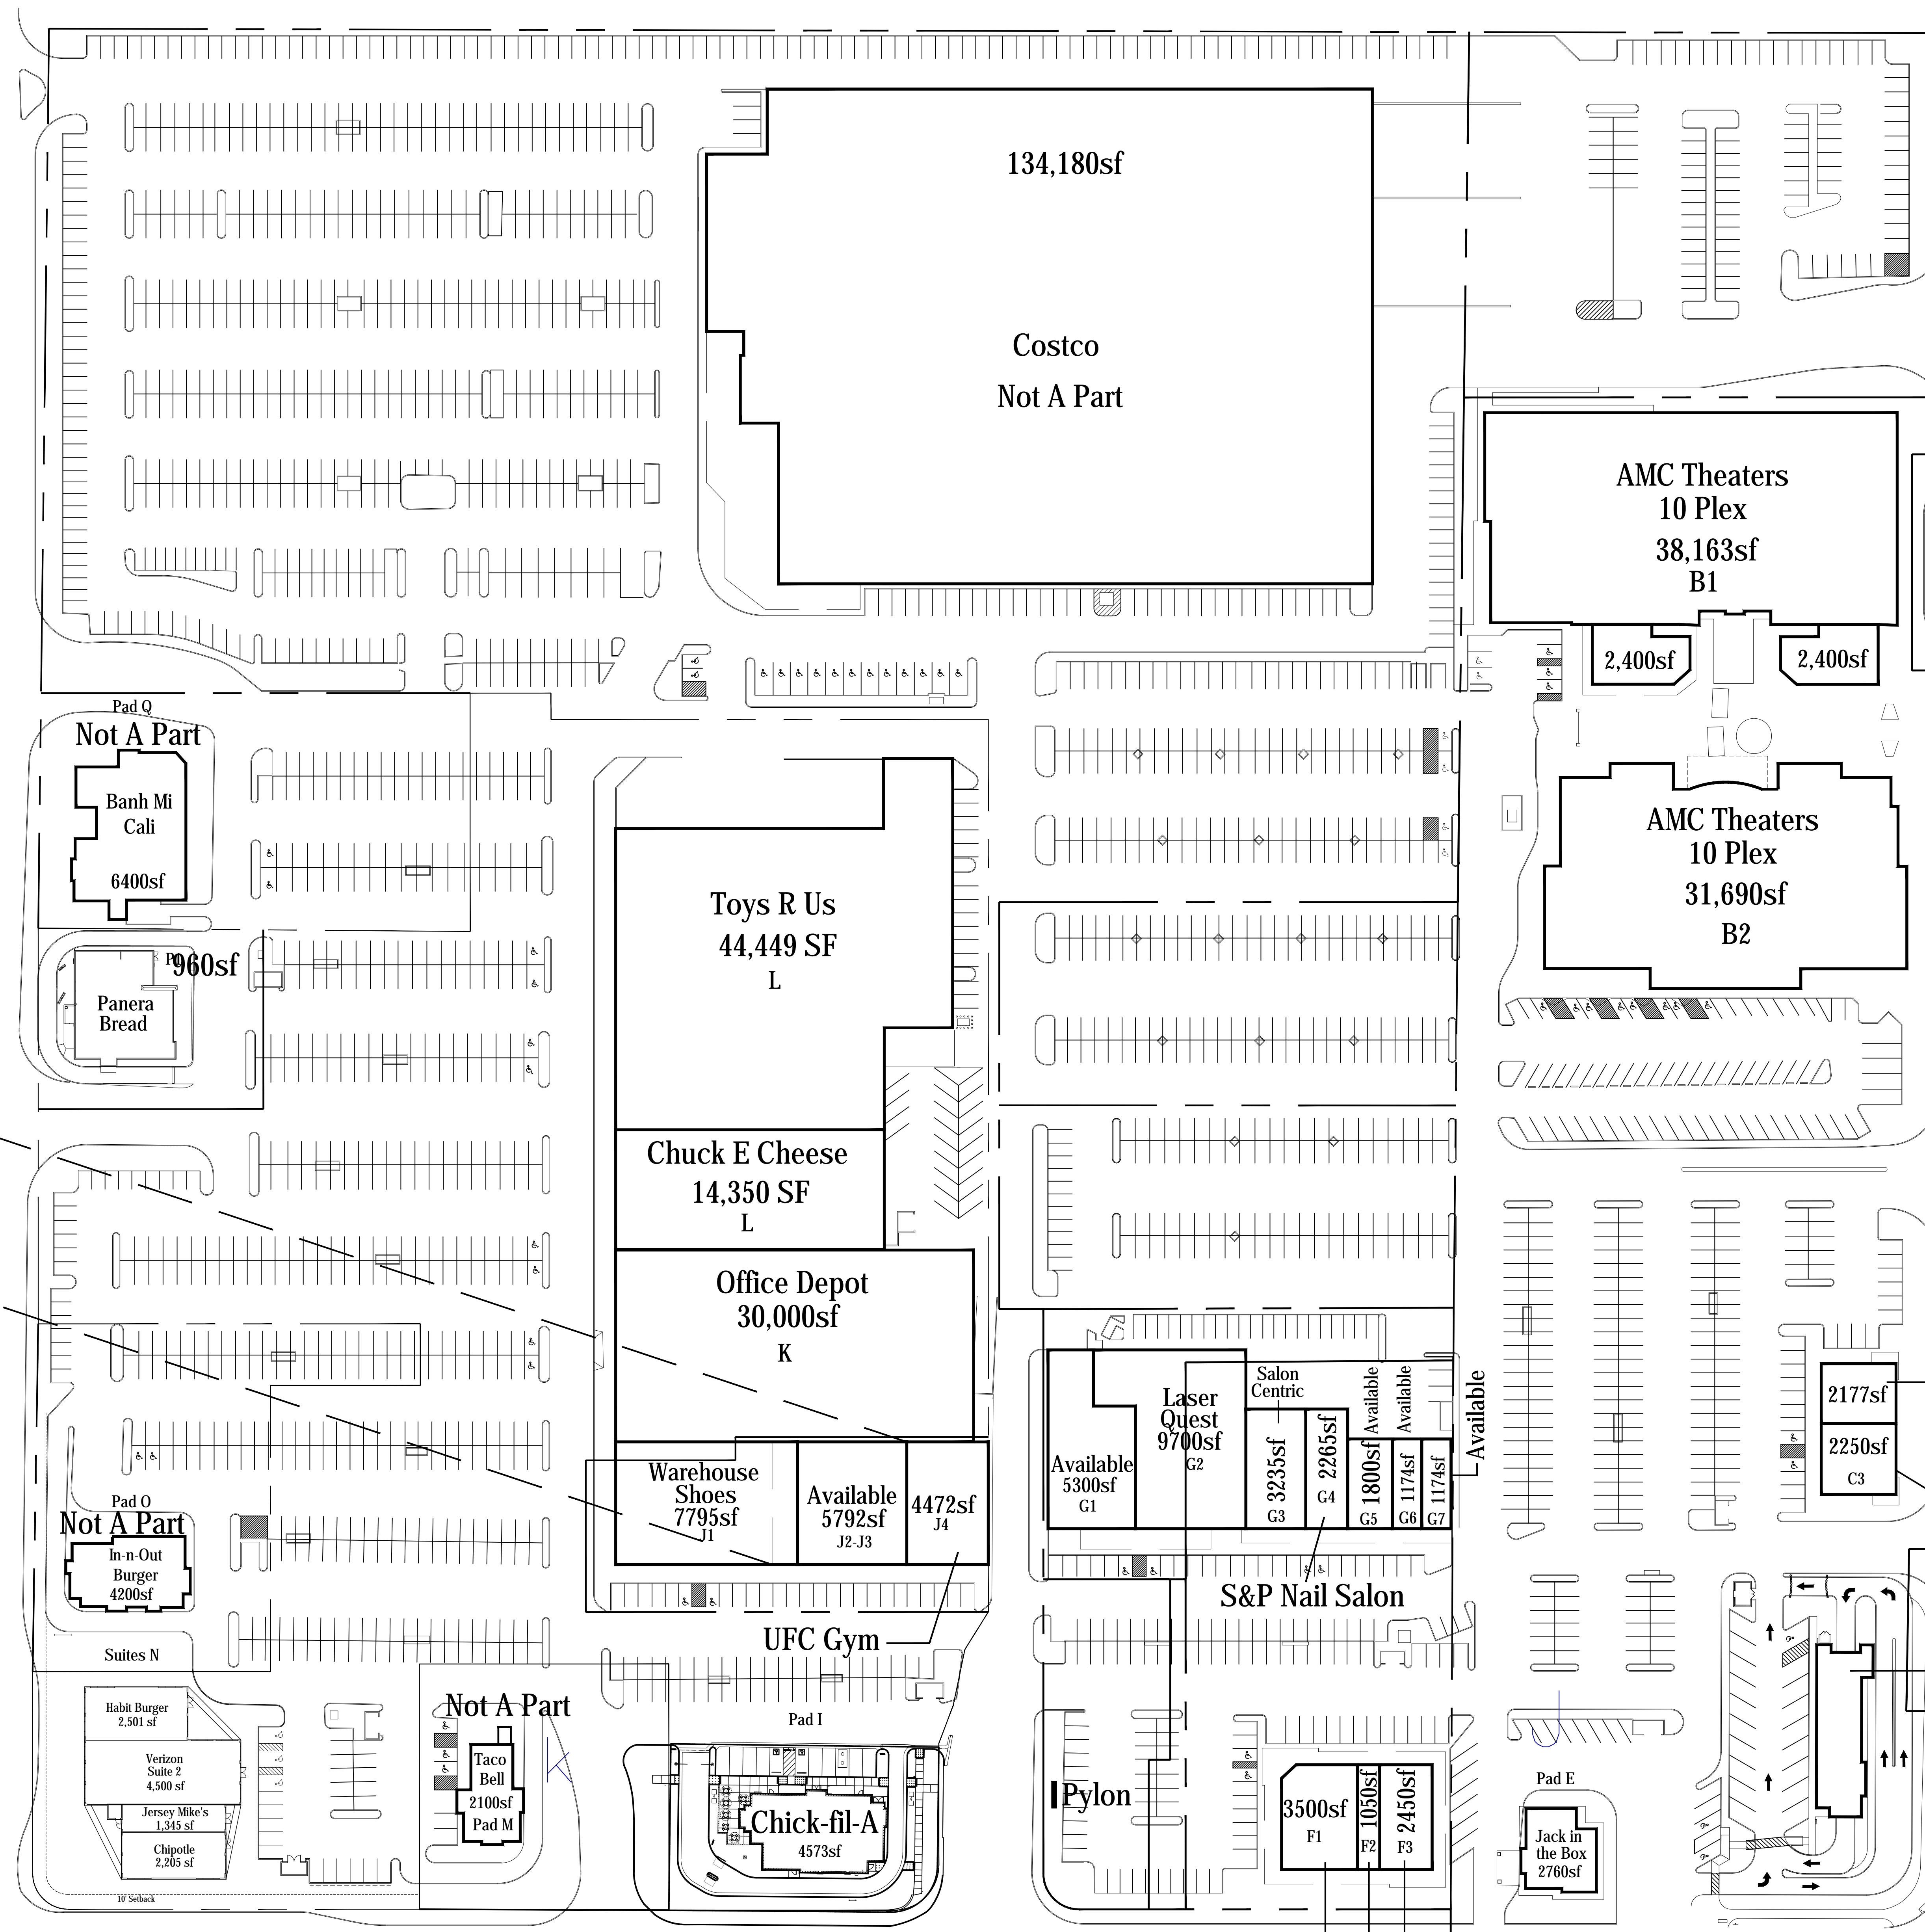 134,180sf
Costco
Not A Part
AMC Theaters
10 Plex
38,163sf
B1
2,400sf
2,400sf
Pad Q
Not A Part
Banh Mi
Cali
6400sf
960sf
Panera
Bread
Toys R Us
44,449 SF
L
AMC Theaters
10 Plex
31,690sf
B2
Chuck E Cheese
14,350 SF
L
Office Depot
30,000sf
K
Warehouse
Shoes
7795sf
J1
Available
5792sf
J2-J3
4472sf
J4
UFC Gym
Available
5300sf
G1
Laser
Quest
9700sf
G2
Salon
Centric
3235sf
G3
2265sf
G4
Available
1800sf
G5
Available
1174sf
G6
1174sf
G7
Available
S&P Nail Salon
2177sf
2250sf
C3
Pad O
Not A Part
In-n-Out
Burger
4200sf
Suites N
Habit Burger
2,501 sf
Verizon
Suite 2
4,500 sf
Jersey Mike's
1,345 sf
Chipotle
2,205 sf
10' Setback
Not A Part
Taco
Bell
2100sf
Pad M
Pad I
Chick-fil-A
4573sf
Pylon
3500sf
F1
1050sf
F2
2450sf
F3
Pad E
Jack in
the Box
2760sf